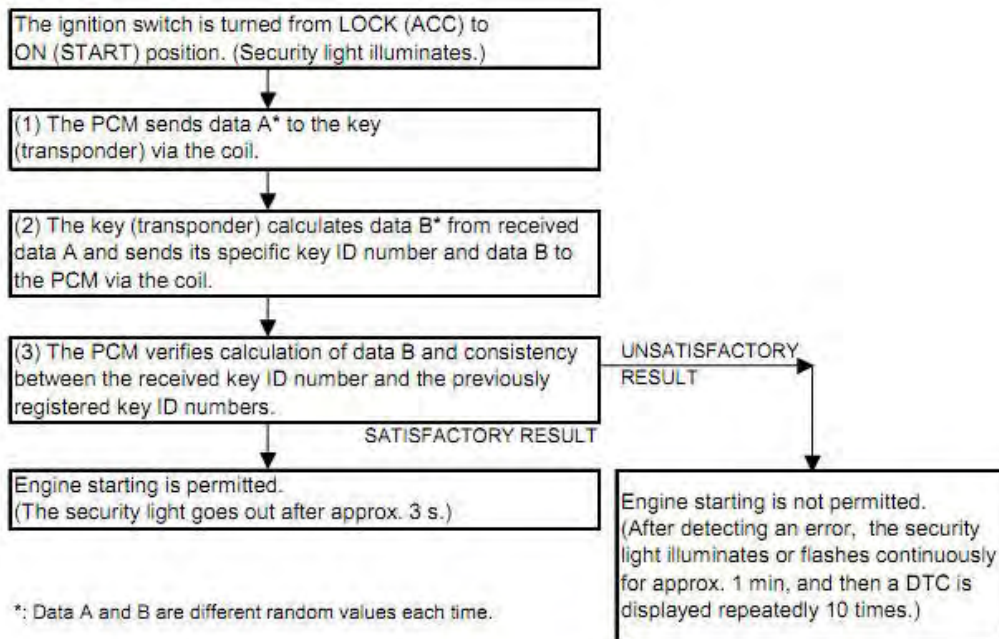 The ignition switch is turned from LOCK (ACC) to
ON (START) position. (Security light illuminates.)
(1) The PCM sends data A* to the key
(transponder) via the coil.
(2) The key (transponder) calculates data B* from received
data A and sends its specific key ID number and data B to
the PCM via the coil.
(3) The PCM verifies calculation of data B and consistency
between the received key ID number and the previously
registered key ID numbers.
UNSATISFACTORY
RESULT
SATISFACTORY RESULT
Engine starting is permitted.
(The security light goes out after approx. 3 s.)
Engine starting is not permitted.
(After detecting an error, the security
light illuminates or flashes continuously
for approx. 1 min, and then a DTC is
displayed repeatedly 10 times.)
*: Data A and B are different random values each time.